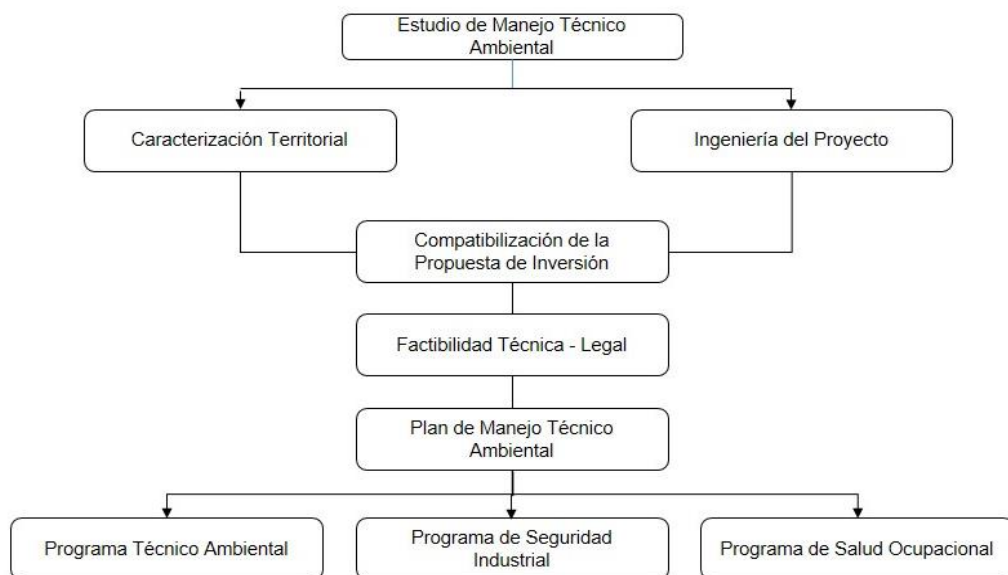 Estudio de Manejo Técnico
Ambiental
Caracterización Territorial
Ingeniería del Proyecto
Compatibilización de la
Propuesta de Inversión
Factibilidad Técnica - Legal
Plan de Manejo Técnico
Ambiental
Programa Técnico Ambiental
Programa de Seguridad
Industrial
Programa de Salud Ocupacional